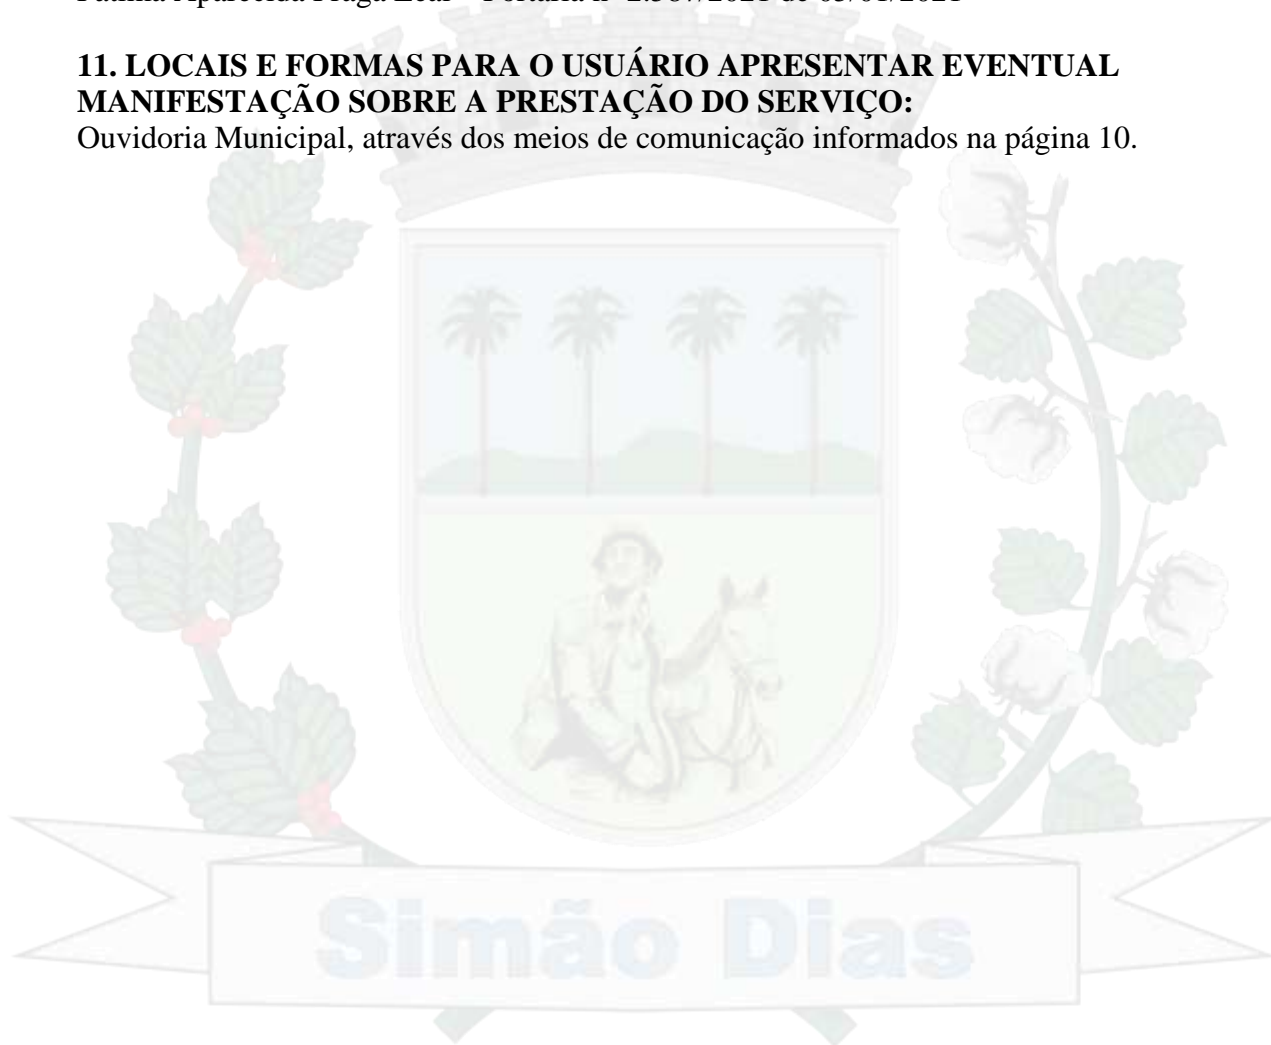 11. LOCAIS E FORMAS PARA O USUÁRIO APRESENTAR EVENTUAL
MANIFESTAÇÃO SOBRE A PRESTAÇÃO DO SERVIÇO:
Ouvidoria Municipal, através dos meios de comunicação informados na página 10.
Simão Dias